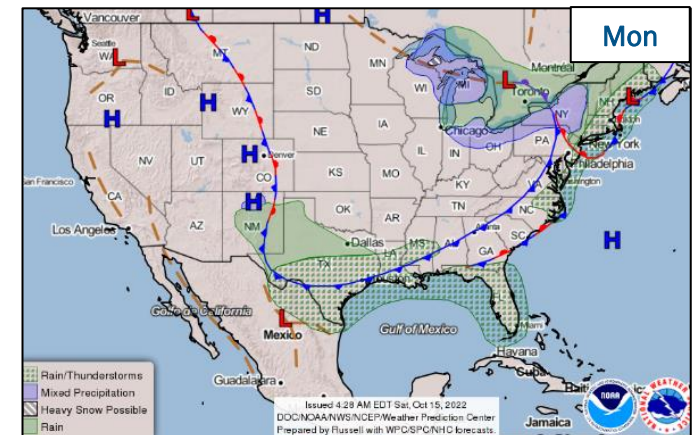 Mon
Vancouver
H
L
Seattle
WA
L
MT
ND
MN
L
Montréal
OR
ID
H
WY
SD
WI
MI
Toronto
NH
L
H
NY
IA
Chicago
NE
H
Denver
IL
IN
OH
PA
New York
Philadelphia
San Francisco
NV
UT
CO
KS
MO
KY
VA
CA
H
OK
AR
TN
NC
Los Angeles
AZ
NM
Dallas
MS
AL
Atlanta
GA
SC
H
TX
LA
Houston
Golfo de California
L
Mexico
Gulf of Mexico
Miami
Havana
Cuba
Guadalajara
Jamaica
Rain/Thunderstorms
Mixed Precipitation
Heavy Snow Possible
Rain
Issued 4:28 AM EDT Sat, Oct 15, 2022
DOC/NOAA/NWS/NCEP/Weather Prediction Center
Prepared by Russell with WPC/SPC/NHC forecasts.
NOAA